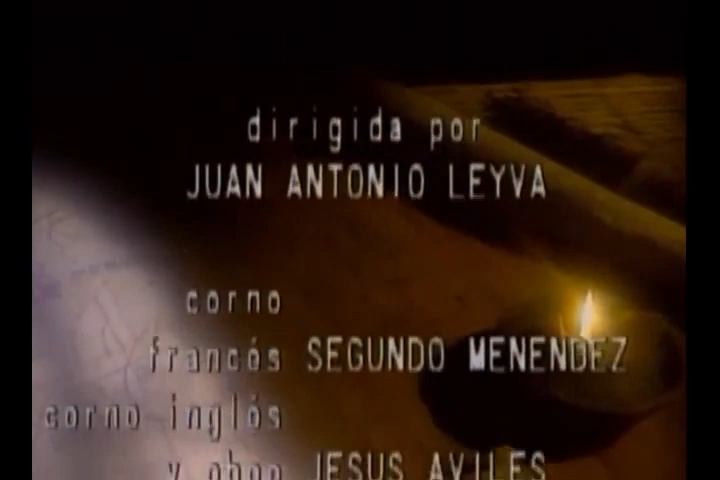 dirigida por
JUAN ANTONIO LEYVA
corno
francés SEGUNDO MENENDEZ
corno inglés
y oboe JESUS AVILES